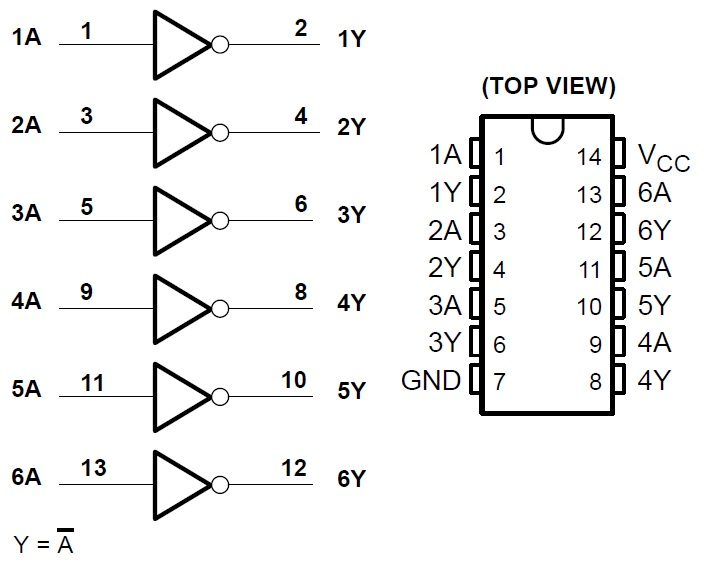 1A 1 2 1Y
2A 3 4 2Y
3A 5 6 3Y
4A 9 8 4Y
5A 11 10 5Y
6A 13 12 6Y
Y = A̅
(TOP VIEW)
1A 1 14 VCC
1Y 2 13 6A
2A 3 12 6Y
2Y 4 11 5A
3A 5 10 5Y
3Y 6 9 4A
GND 7 8 4Y